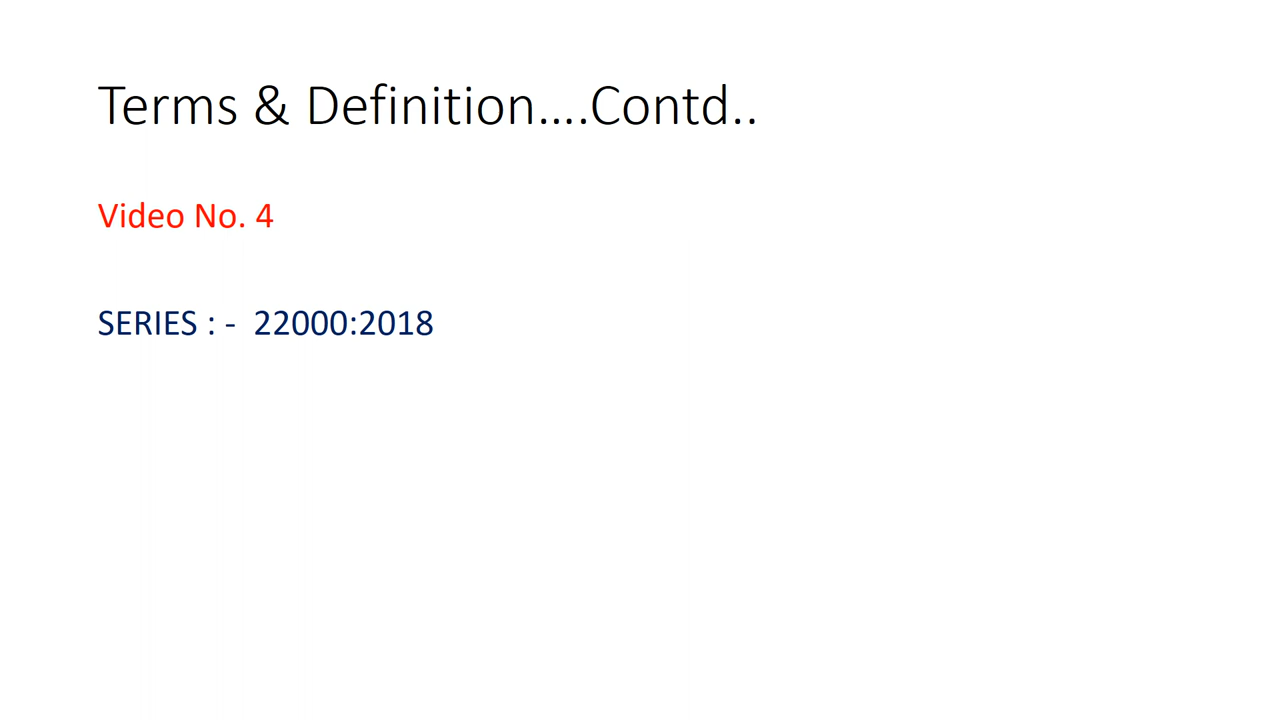 Terms & Definition....Contd..
Video No. 4
SERIES : -  22000:2018